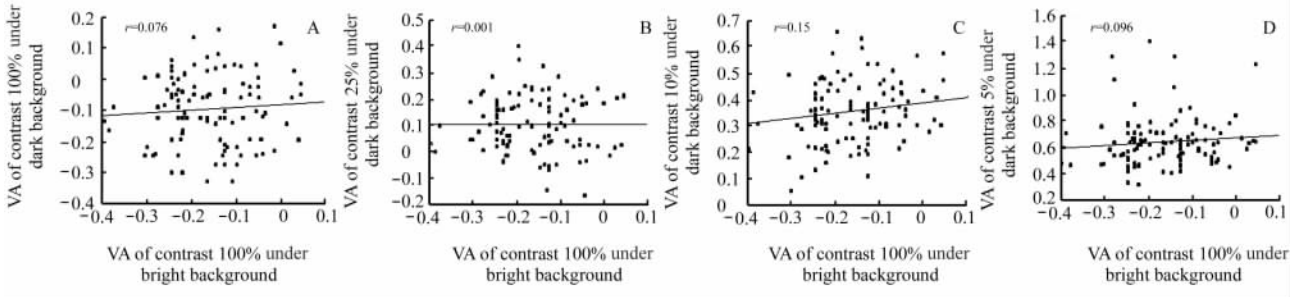 VA of contrast 100% under
dark background
0.2
0.1
0
−0.1
−0.2
−0.3
−0.4
r=0.076
A
−0.4 −0.3 −0.2 −0.1 0 0.1
VA of contrast 100% under
bright background
VA of contrast 25% under
dark background
0.5
0.4
0.3
0.2
0.1
0
−0.1
−0.2
r=0.001
B
−0.4 −0.3 −0.2 −0.1 0 0.1
VA of contrast 100% under
bright background
VA of contrast 10% under
dark background
0.7
0.6
0.5
0.4
0.3
0.2
0.1
0
r=0.15
C
−0.4 −0.3 −0.2 −0.1 0 0.1
VA of contrast 100% under
bright background
VA of contrast 5% under
dark background
1.6
1.4
1.2
1.0
0.8
0.6
0.4
0.2
r=0.096
D
−0.4 −0.3 −0.2 −0.1 0 0.1
VA of contrast 100% under
bright background